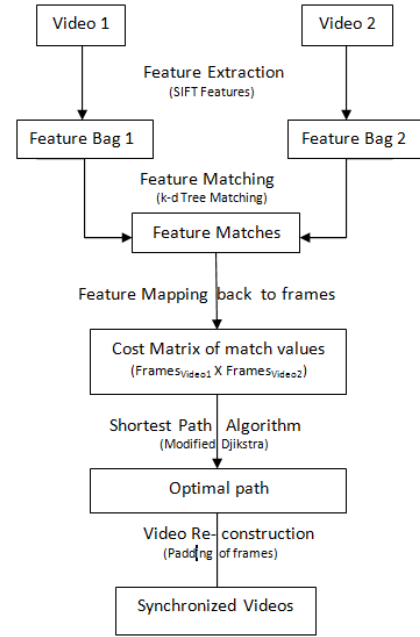 Video 1
Video 2
Feature Extraction
(SIFT Features)
Feature Bag 1
Feature Bag 2
Feature Matching
(k-d Tree Matching)
Feature Matches
Feature Mapping back to frames
Cost Matrix of match values
(FramesVideo1 X FramesVideo2)
Shortest Path Algorithm
(Modified Djikstra)
Optimal path
Video Re- construction
(Padding of frames)
Synchronized Videos